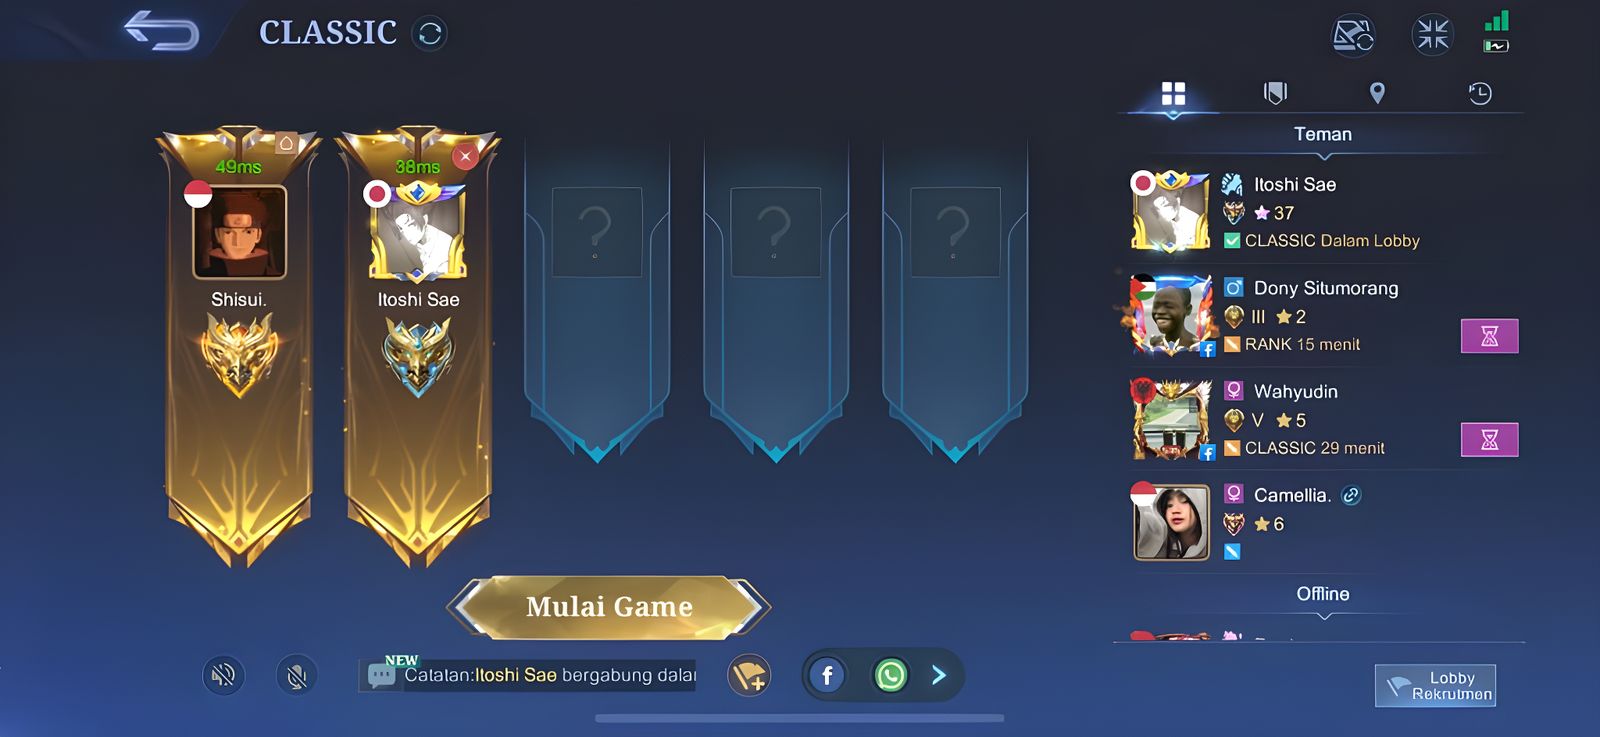 CLASSIC
49ms
Shisui.
38ms
Itoshi Sae
?
?
?
Mulai Game
NEW
Catatan:Itoshi Sae bergabung dala
Teman
Itoshi Sae
37
CLASSIC Dalam Lobby
Dony Situmorang
III 2
RANK 15 menit
Wahyudin
V 5
CLASSIC 29 menit
Camellia.
6
Offline
Lobby
Rekrutmen